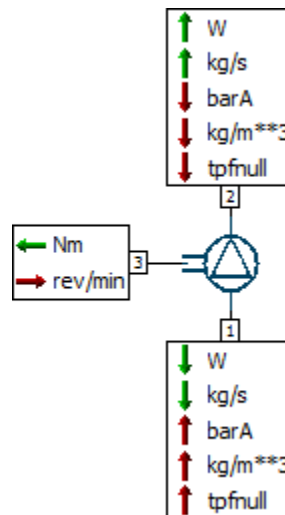 W
kg/s
barA
kg/m**3
tpfnull
2
Nm
3
rev/min
1
W
kg/s
barA
kg/m**3
tpfnull